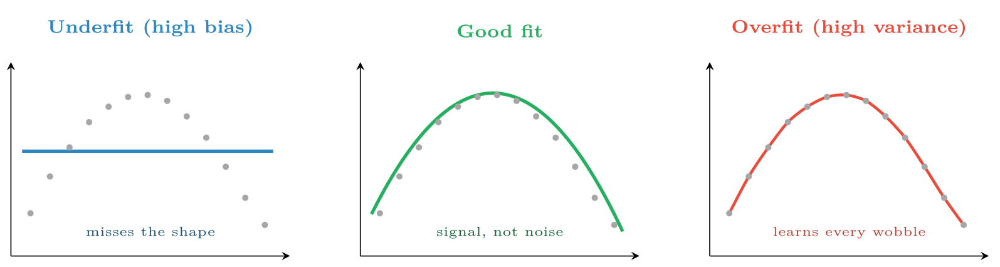 Underfit (high bias)
Good fit
Overfit (high variance)
misses the shape
signal, not noise
learns every wobble